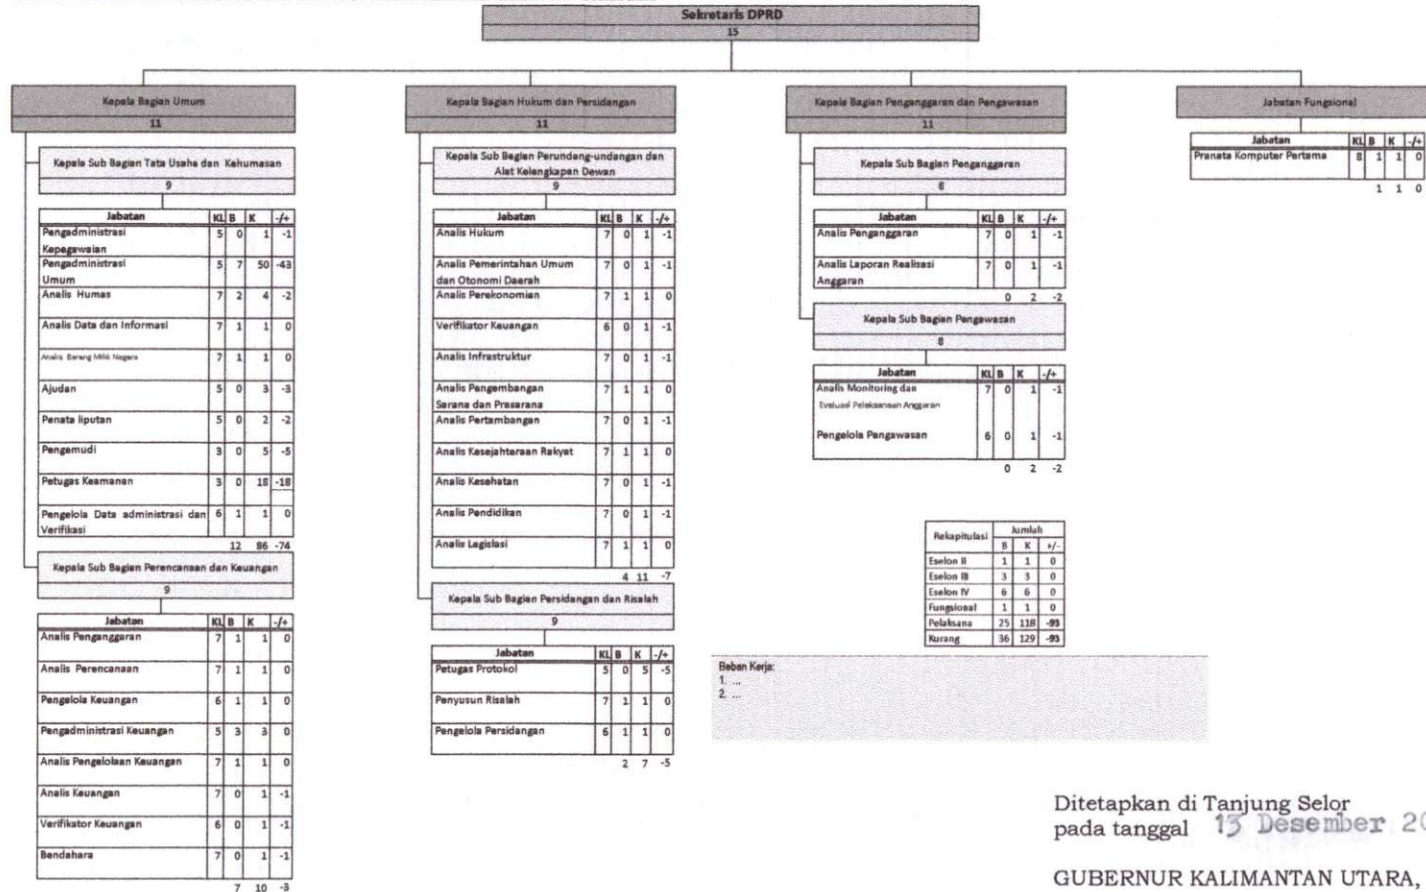 Sekretaris DPRD
15
Kepala Bagian Umum
11
Kepala Sub Bagian Tata Usaha dan Kehumasan
9
Jabatan KL B K -/+
Pengadministrasi 5 0 1 -1
Kepegawaian
Pengadministrasi 5 7 50 -43
Umum
Analis Humas 7 2 4 -2
Analis Data dan Informasi 7 1 1 0
Analis Barang Milik Negara 7 1 1 0
Ajudan 5 0 3 -3
Penata liputan 5 0 2 -2
Pengemudi 3 0 5 -5
Petugas Keamanan 3 0 18 -18
Pengelola Data administrasi dan 6 1 1 0
Verifikasi
12 86 -74
Kepala Sub Bagian Perencanaan dan Keuangan
9
Jabatan KL B K -/+
Analis Penganggaran 7 1 1 0
Analis Perencanaan 7 1 1 0
Pengelola Keuangan 6 1 1 0
Pengadministrasi Keuangan 5 3 3 0
Analis Pengelolaan Keuangan 7 1 1 0
Analis Keuangan 7 0 1 -1
Verifikator Keuangan 6 0 1 -1
Bendahara 7 0 1 -1
7 10 -3
Kepala Bagian Hukum dan Persidangan
11
Kepala Sub Bagian Perundang-undangan dan
Alat Kelengkapan Dewan
9
Jabatan KL B K -/+
Analis Hukum 7 0 1 -1
Analis Pemerintahan Umum 7 0 1 -1
dan Otonomi Daerah
Analis Perekonomian 7 1 1 0
Verifikator Keuangan 6 0 1 -1
Analis Infrastruktur 7 0 1 -1
Analis Pengembangan 7 1 1 0
Sarana dan Prasarana
Analis Pertambangan 7 0 1 -1
Analis Kesejahteraan Rakyat 7 1 1 0
Analis Kesehatan 7 0 1 -1
Analis Pendidikan 7 0 1 -1
Analis Legislasi 7 1 1 0
4 11 -7
Kepala Sub Bagian Persidangan dan Risalah
9
Jabatan KL B K -/+
Petugas Protokol 5 0 5 -5
Penyusun Risalah 7 1 1 0
Pengelola Persidangan 6 1 1 0
2 7 -5
Kepala Bagian Penganggaran dan Pengawasan
11
Kepala Sub Bagian Penganggaran
8
Jabatan KL B K -/+
Analis Penganggaran 7 0 1 -1
Analis Laporan Realisasi 7 0 1 -1
Anggaran
0 2 -2
Kepala Sub Bagian Pengawasan
8
Jabatan KL B K -/+
Analis Monitoring dan 7 0 1 -1
Evaluasi Pelaksanaan Anggaran
Pengelola Pengawasan 6 0 1 -1
0 2 -2
Jabatan Fungsional
Jabatan KL B K -/+
Pranata Komputer Pertama 8 1 1 0
1 1 0
Rekapitulasi Jumlah
B K +/-
Eselon II 1 1 0
Eselon III 3 3 0
Eselon IV 6 6 0
Fungsional 1 1 0
Pelaksana 25 118 -93
Kurang 36 129 -93
Beban Kerja:
1. ...
2. ...
Ditetapkan di Tanjung Selor
pada tanggal 13 Desember 20
GUBERNUR KALIMANTAN UTARA,